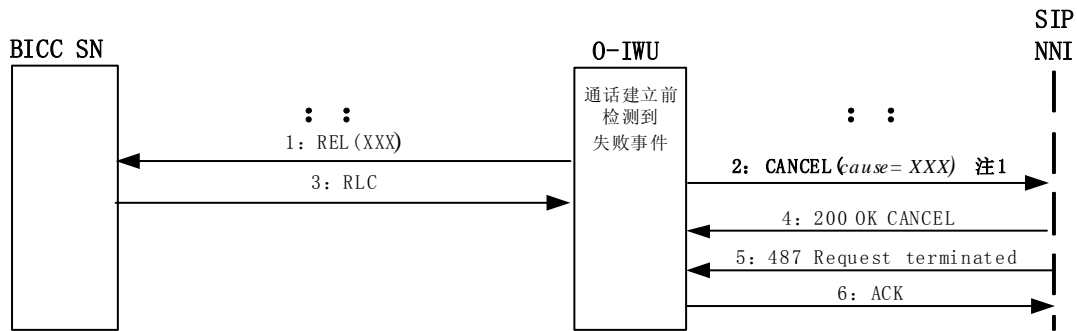 SIP
NNI
BICC SN
O-IWU
通话建立前
检测到
失败事件
: :
: :
1: REL(XXX)
2: CANCEL(cause= XXX) 注1
3: RLC
4: 200 OK CANCEL
5: 487 Request terminated
6: ACK